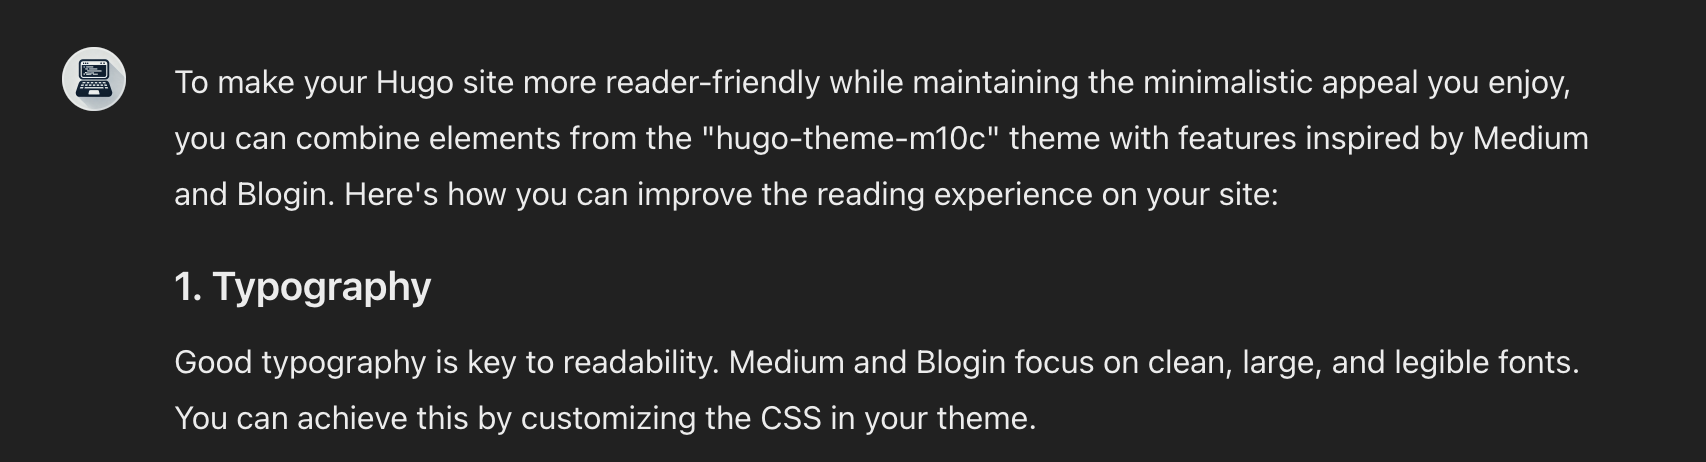 To make your Hugo site more reader-friendly while maintaining the minimalistic appeal you enjoy,
you can combine elements from the "hugo-theme-m10c" theme with features inspired by Medium
and Blogin. Here's how you can improve the reading experience on your site:
1. Typography
Good typography is key to readability. Medium and Blogin focus on clean, large, and legible fonts.
You can achieve this by customizing the CSS in your theme.